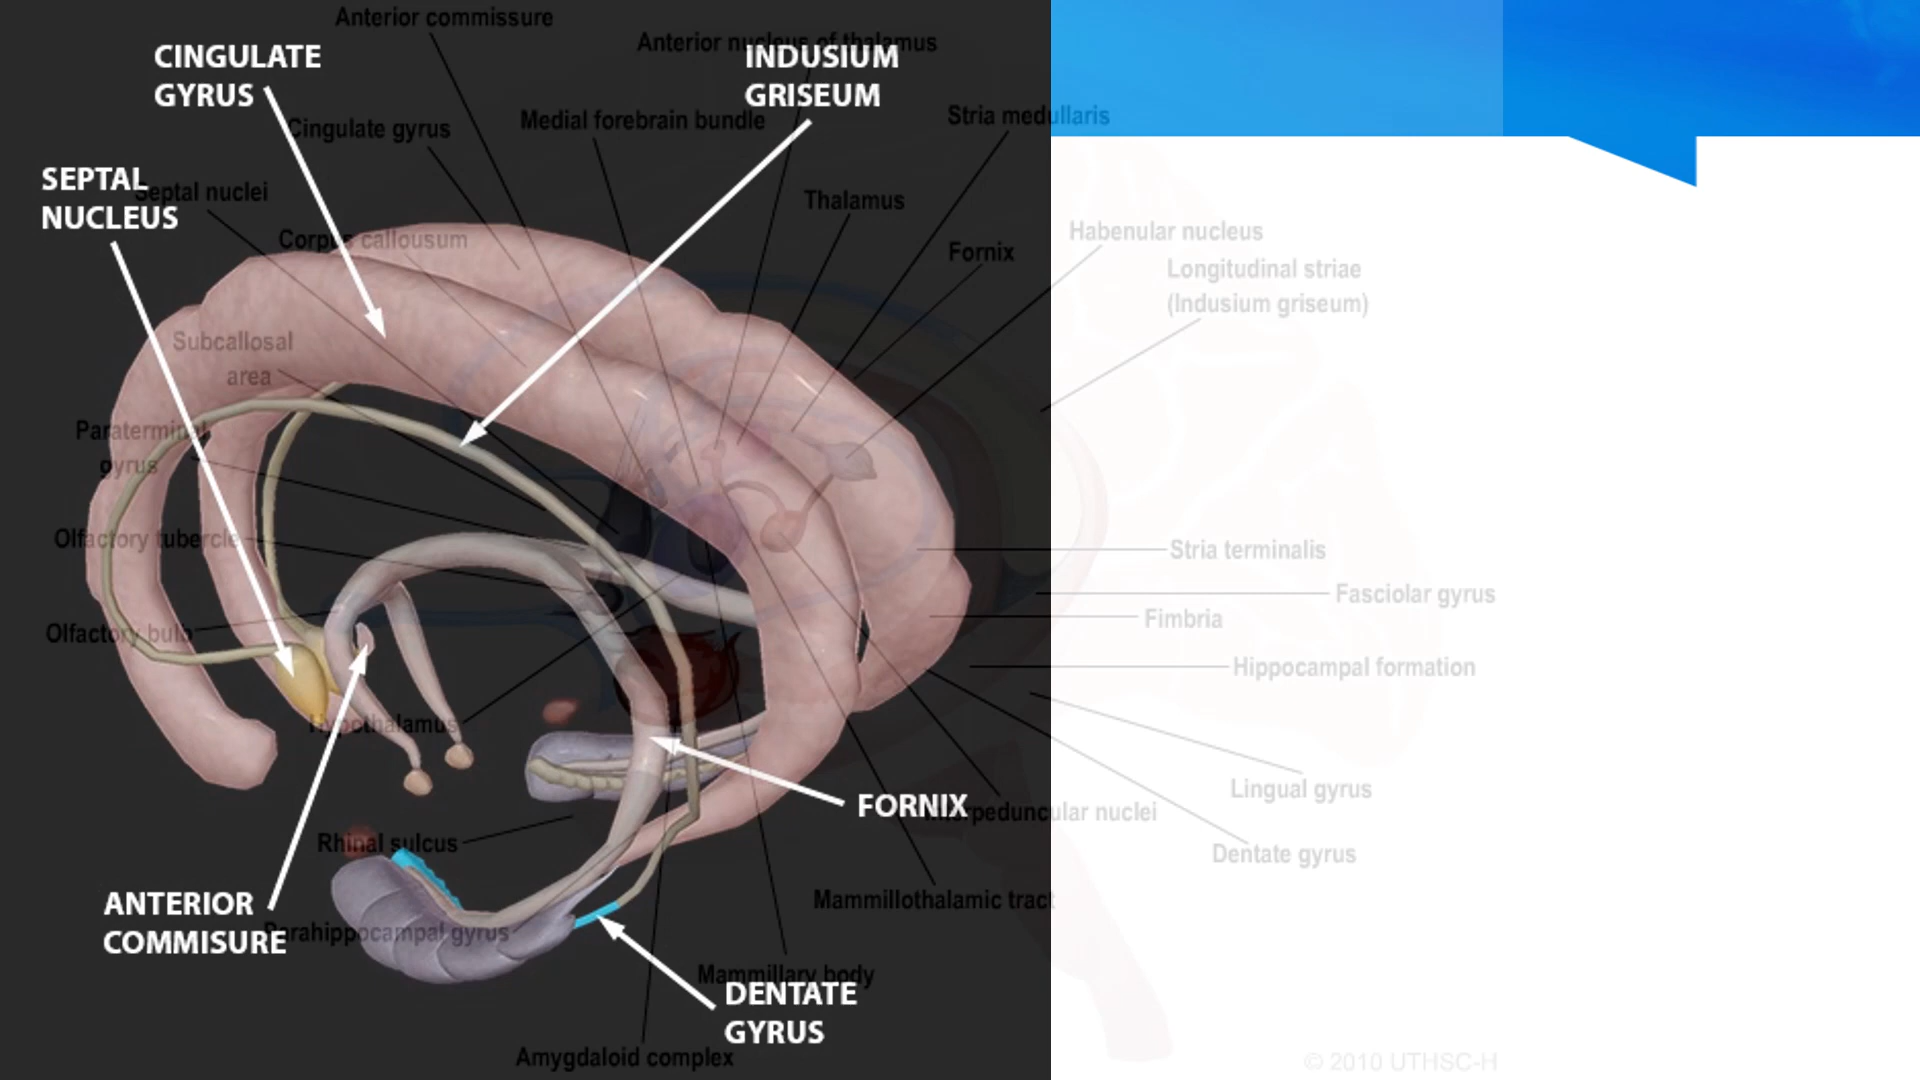 Anterior commissure
CINGULATE
GYRUS
Anterior nucleus of thalamus
INDUSIUM
GRISEUM
Cingulate gyrus
Medial forebrain bundle
Stria medullaris
SEPTAL
NUCLEUS
Septal nuclei
Thalamus
Corpus callousum
Fornix
Habenular nucleus
Longitudinal striae
(Indusium griseum)
Subcallosal
area
Paraterminal
gyrus
Olfactory tubercle
Stria terminalis
Fasciolar gyrus
Fimbria
Olfactory bulb
Hippocampal formation
Hypothalamus
Lingual gyrus
FORNIX
Interpeduncular nuclei
Rhinal sulcus
Dentate gyrus
ANTERIOR
COMMISURE
Mammillothalamic tract
Parahippocampal gyrus
Mammillary body
DENTATE
GYRUS
Amygdaloid complex
© 2010 UTHSC-H